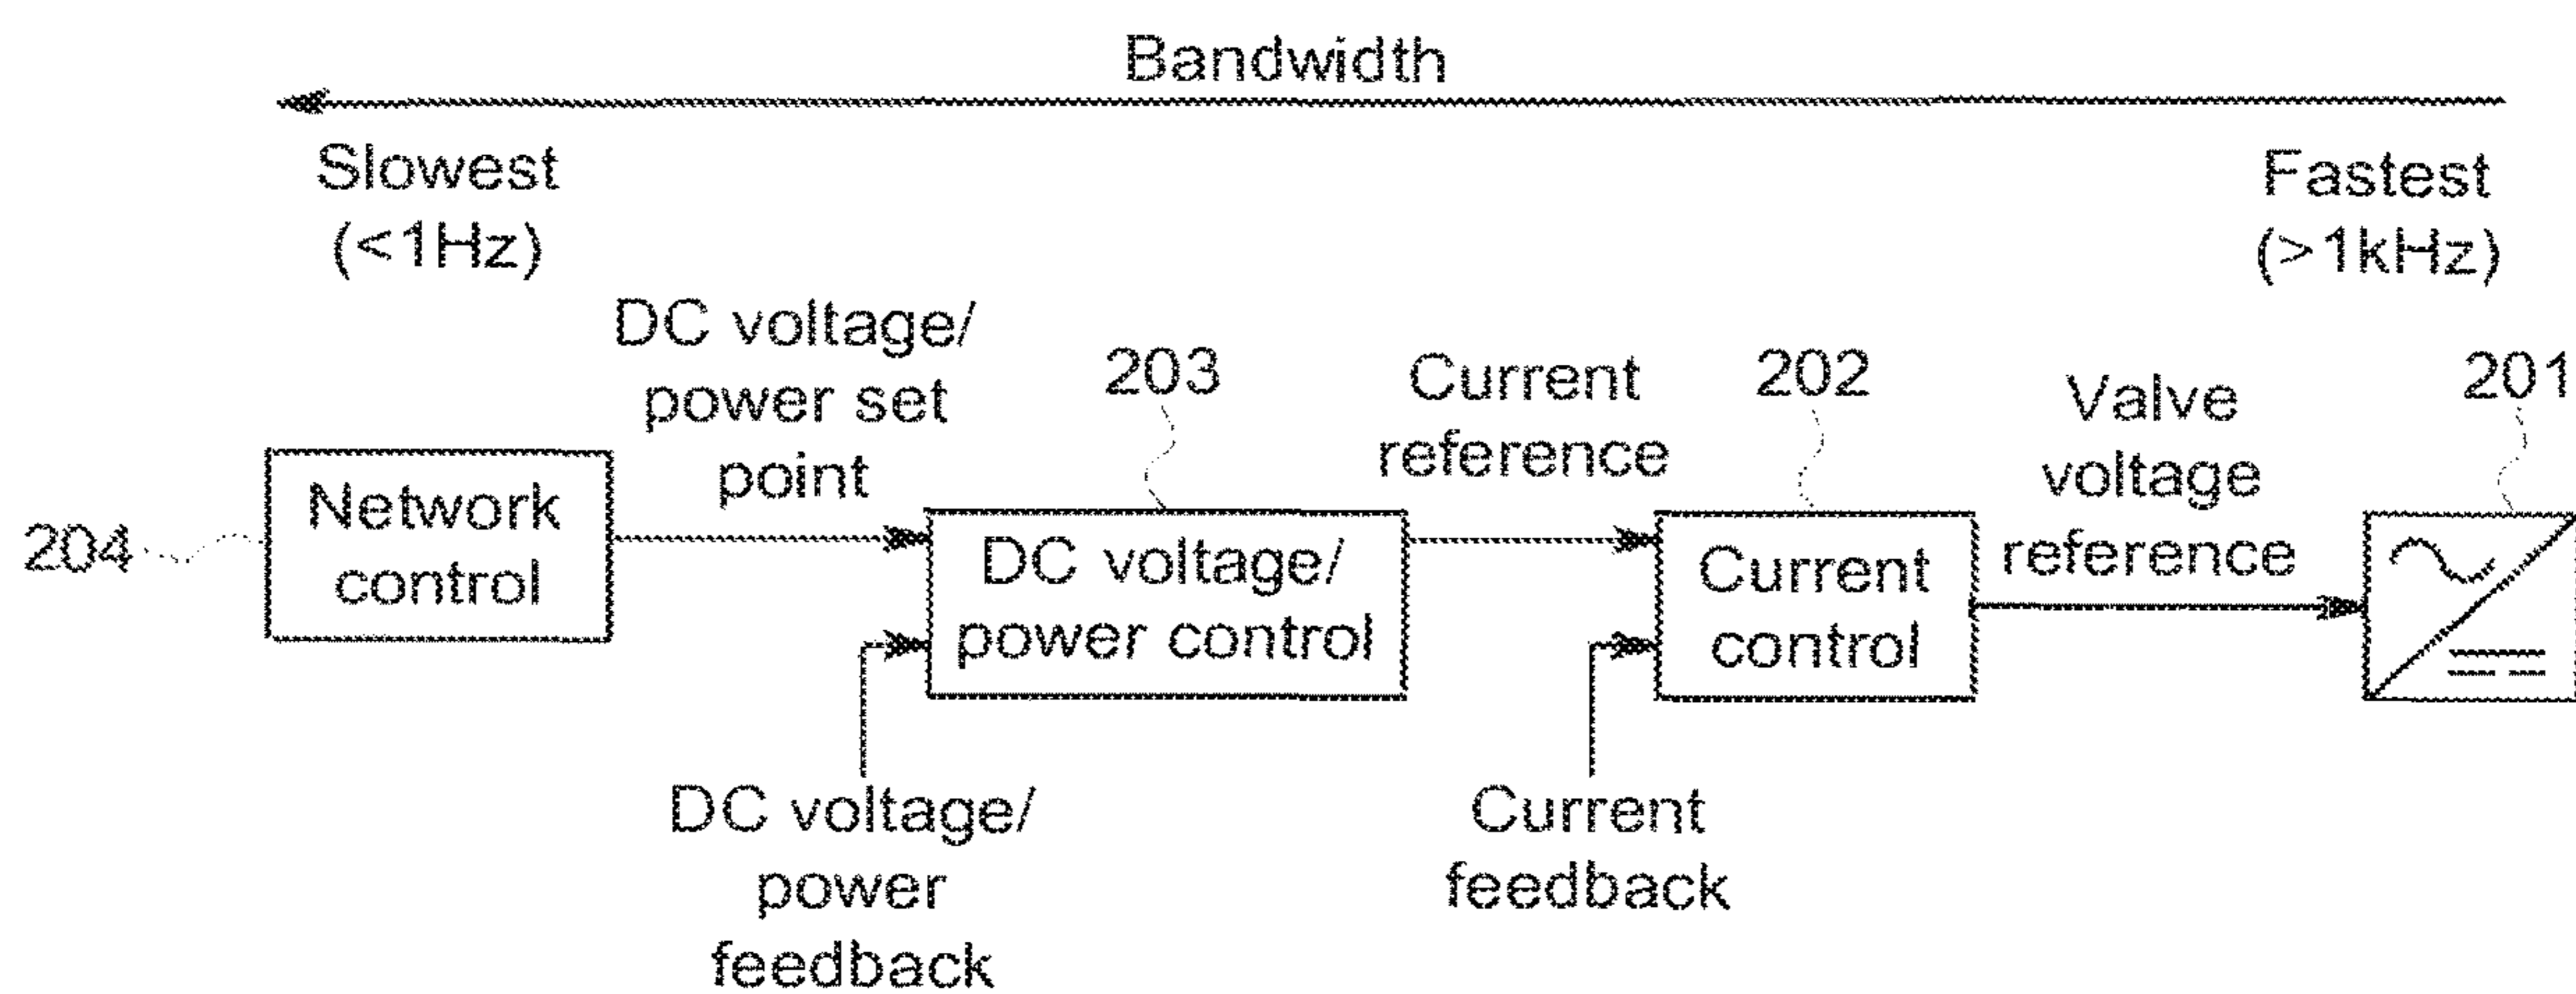 Bandwidth
Slowest
(<1Hz)
Fastest
(>1kHz)
DC voltage/
power set
point
203
Current
reference
202
Valve
voltage
reference
201
204
Network
control
DC voltage/
power control
Current
control
DC voltage/
power
feedback
Current
feedback